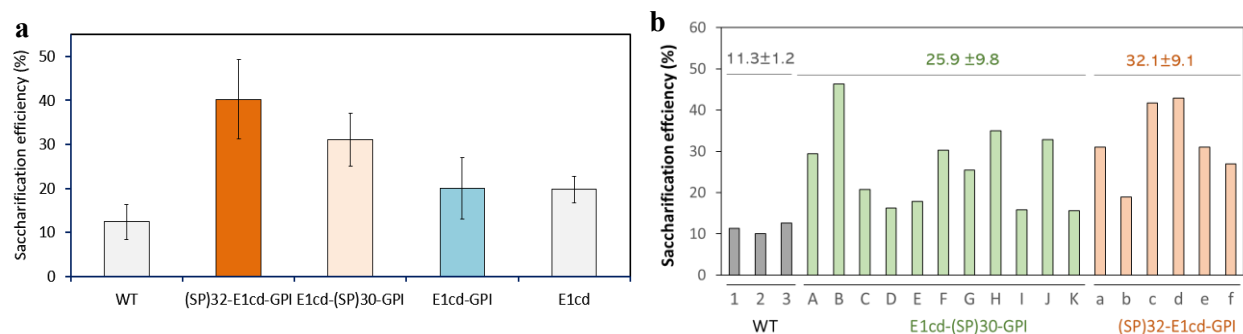 a
Saccharification efficiency (%)
50
40
30
20
10
0
WT (SP)32-E1cd-GPI E1cd-(SP)30-GPI E1cd-GPI E1cd
b
Saccharification efficiency (%)
60
50
40
30
20
10
0
11.3±1.2 25.9 ±9.8 32.1±9.1
1 2 3 A B C D E F G H I J K a b c d e f
WT E1cd-(SP)30-GPI (SP)32-E1cd-GPI